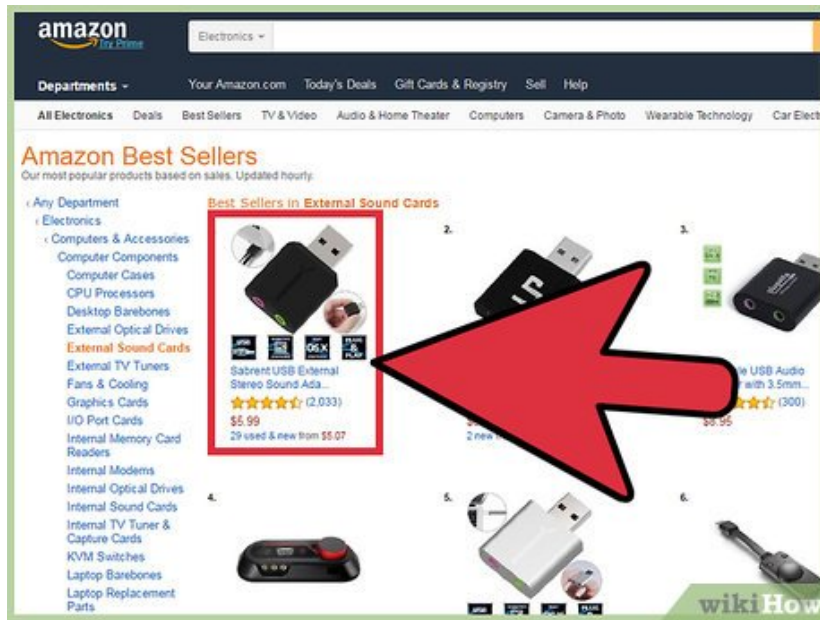 amazon
Try Prime
Electronics
Departments
Your Amazon.com Today's Deals Gift Cards & Registry Sell Help
All Electronics Deals Best Sellers TV & Video Audio & Home Theater Computers Camera & Photo Wearable Technology Car Elect
Amazon Best Sellers
Our most popular products based on sales. Updated hourly.
‹ Any Department
‹ Electronics
‹ Computers & Accessories
Computer Components
Computer Cases
CPU Processors
Desktop Barebones
External Optical Drives
External Sound Cards
External TV Tuners
Fans & Cooling
Graphics Cards
I/O Port Cards
Internal Memory Card
Readers
Internal Modems
Internal Optical Drives
Internal Sound Cards
Internal TV Tuner &
Capture Cards
KVM Switches
Laptop Barebones
Laptop Replacement
Parts
Best Sellers in External Sound Cards
Sabrent USB External
Stereo Sound Ada...
(2,033)
$5.99
29 used & new from $5.07
2.
2 new
3.
USB Audio
with 3.5mm...
(300)
$8.95
4.
5.
6.
wikiHow